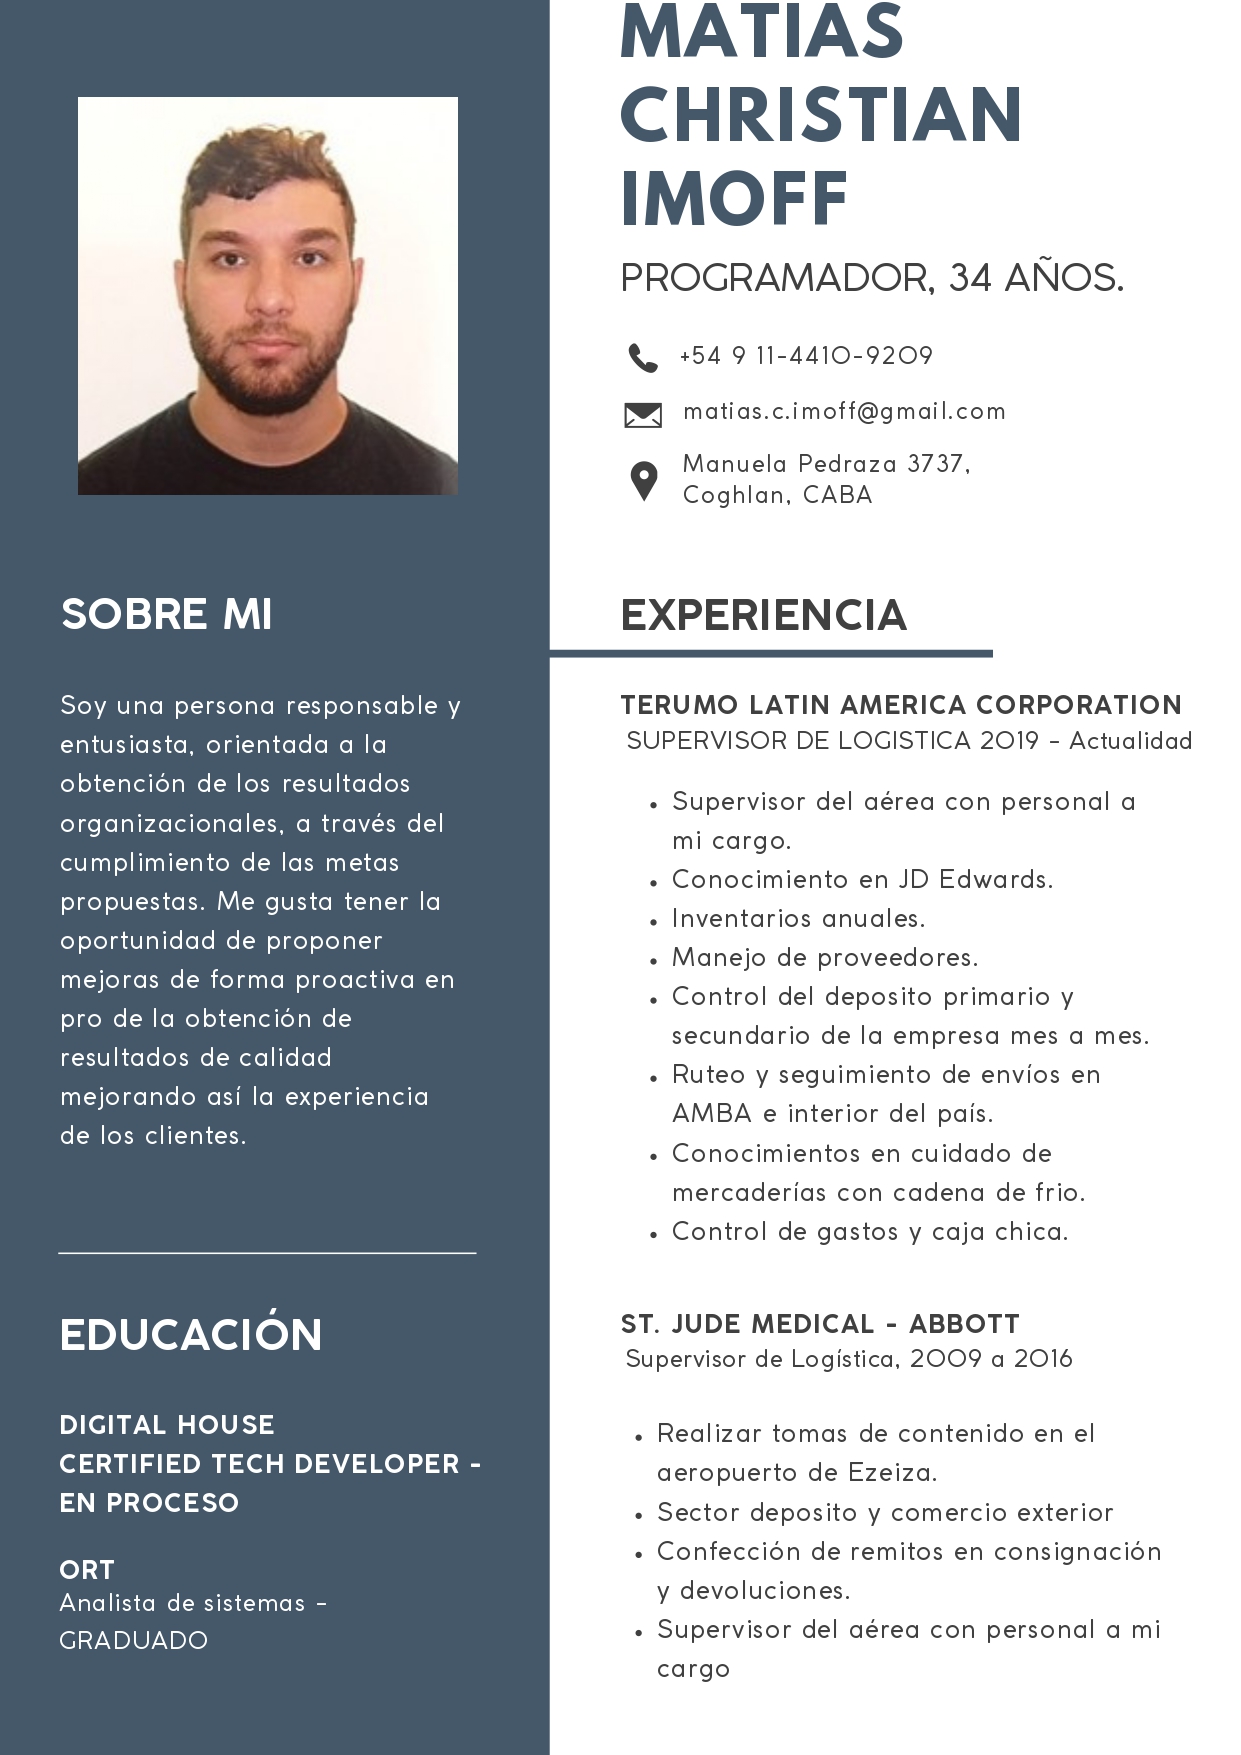 MATIAS
CHRISTIAN
IMOFF
PROGRAMADOR, 34 AÑOS.
+54 9 11-4410-9209
matias.c.imoff@gmail.com
Manuela Pedraza 3737,
Coghlan, CABA
SOBRE MI
Soy una persona responsable y
entusiasta, orientada a la
obtención de los resultados
organizacionales, a través del
cumplimiento de las metas
propuestas. Me gusta tener la
oportunidad de proponer
mejoras de forma proactiva en
pro de la obtención de
resultados de calidad
mejorando así la experiencia
de los clientes.
EDUCACIÓN
DIGITAL HOUSE
CERTIFIED TECH DEVELOPER -
EN PROCESO
ORT
Analista de sistemas -
GRADUADO
EXPERIENCIA
TERUMO LATIN AMERICA CORPORATION
SUPERVISOR DE LOGISTICA 2019 - Actualidad
• Supervisor del aérea con personal a
mi cargo.
• Conocimiento en JD Edwards.
• Inventarios anuales.
• Manejo de proveedores.
• Control del deposito primario y
secundario de la empresa mes a mes.
• Ruteo y seguimiento de envíos en
AMBA e interior del país.
• Conocimientos en cuidado de
mercaderías con cadena de frio.
• Control de gastos y caja chica.
ST. JUDE MEDICAL - ABBOTT
Supervisor de Logística, 2009 a 2016
• Realizar tomas de contenido en el
aeropuerto de Ezeiza.
• Sector deposito y comercio exterior
• Confección de remitos en consignación
y devoluciones.
• Supervisor del aérea con personal a mi
cargo